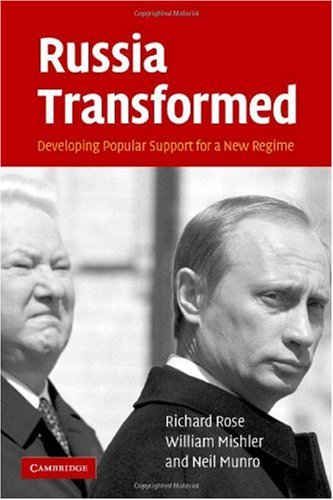 Russia
Transformed
Developing Popular Support for a New Regime
Richard Rose
William Mishler
and Neil Munro
CAMBRIDGE